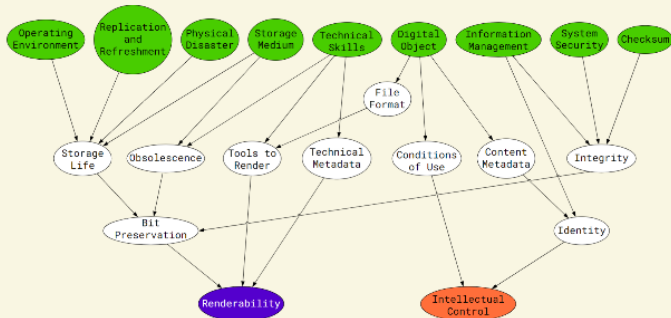 Operating
Environment
Replication
and
Refreshment
Physical
Disaster
Storage
Medium
Technical
Skills
Digital
Object
Information
Management
System
Security
Checksum
File
Format
Storage
Life
Obsolescence
Tools to
Render
Technical
Metadata
Conditions
of Use
Content
Metadata
Integrity
Bit
Preservation
Identity
Renderability
Intellectual
Control